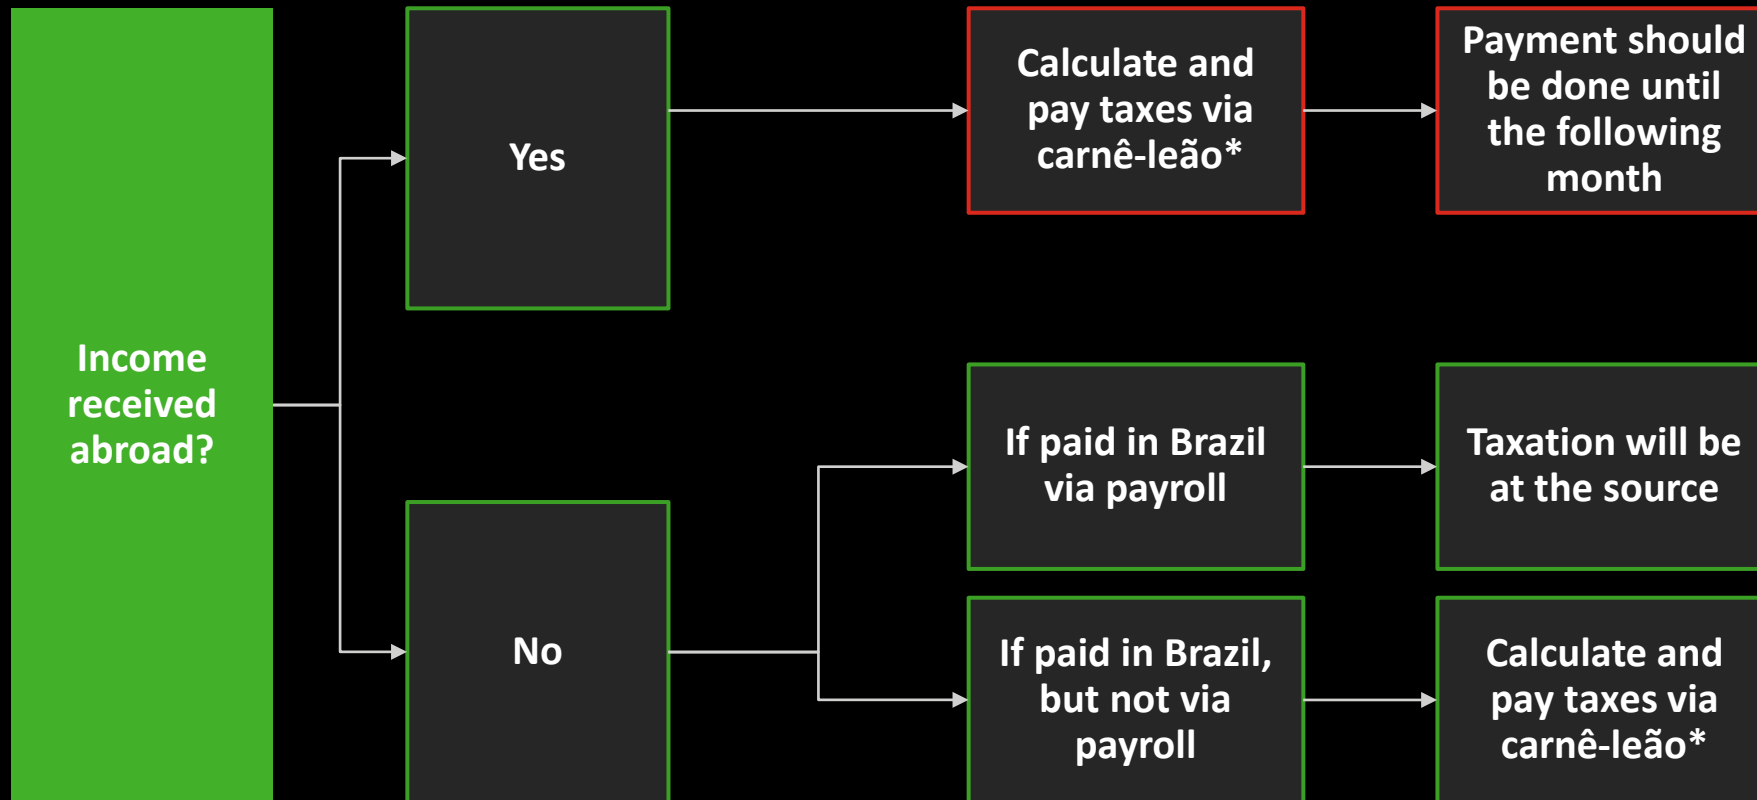 Income
received
abroad?
Yes
Calculate and
pay taxes via
carnê-leão*
Payment should
be done until
the following
month
No
If paid in Brazil
via payroll
Taxation will be
at the source
If paid in Brazil,
but not via
payroll
Calculate and
pay taxes via
carnê-leão*